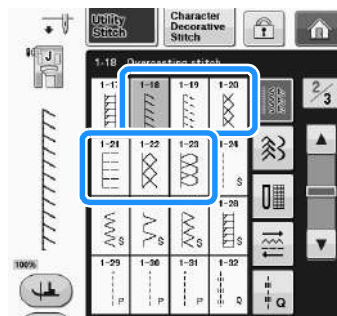 Utility Stitch
Character Decorative Stitch
J
1-18 Overcasting stitch
2/3
1-17 1-18 1-19 1-20
1-21 1-22 1-23 1-24
S
1-28
S S S S
1-29 1-30 1-31 1-32
P P P Q
Q
100%